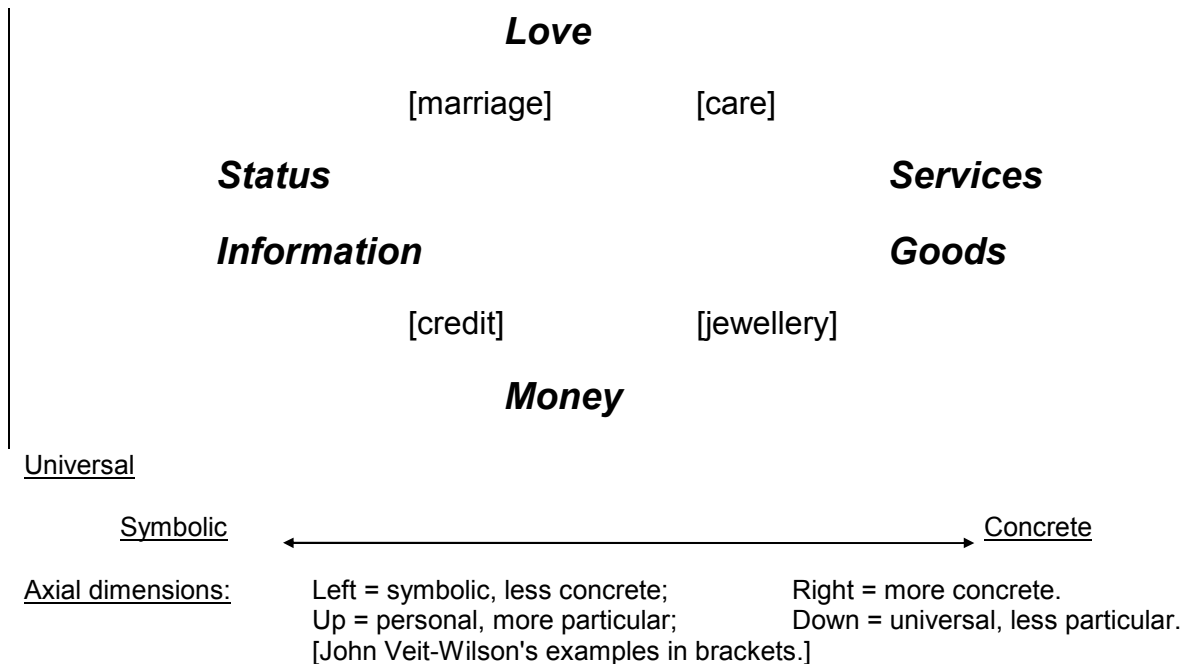 Love
[marriage] [care]
Status Services
Information Goods
[credit] [jewellery]
Money
Universal
Symbolic Concrete
Axial dimensions: Left = symbolic, less concrete; Right = more concrete.
Up = personal, more particular; Down = universal, less particular.
[John Veit-Wilson's examples in brackets.]